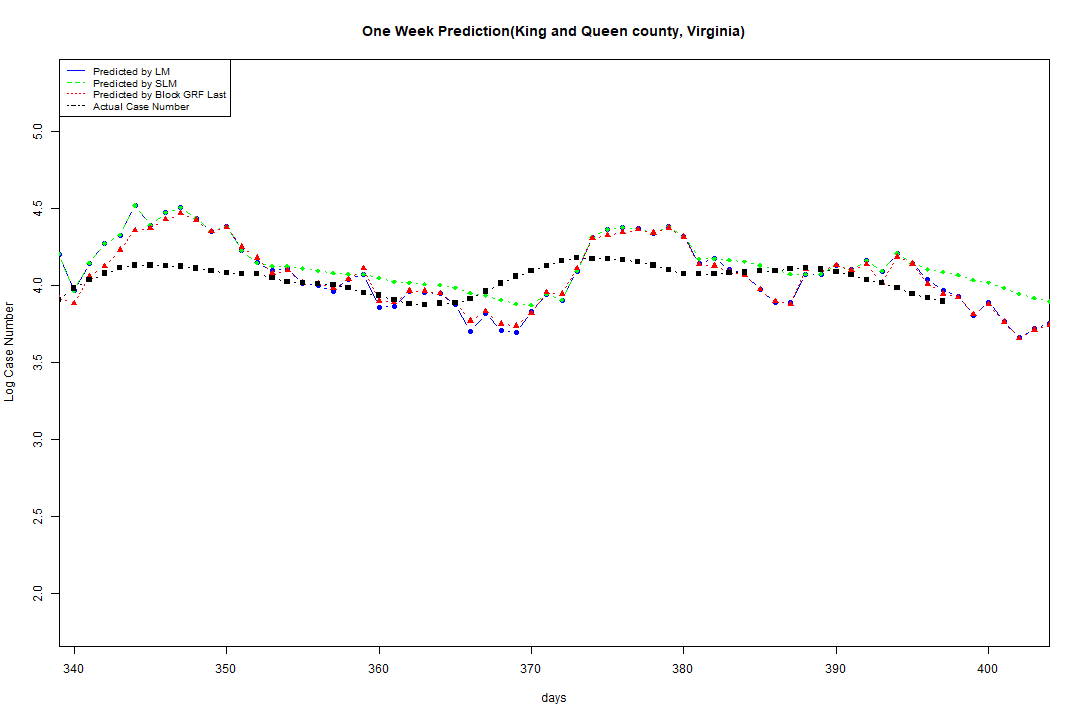 One Week Prediction(King and Queen county, Virginia)
Predicted by LM
Predicted by SLM
Predicted by Block GRF Last
Actual Case Number
Log Case Number
5.0
4.5
4.0
3.5
3.0
2.5
2.0
340 350 360 370 380 390 400
days